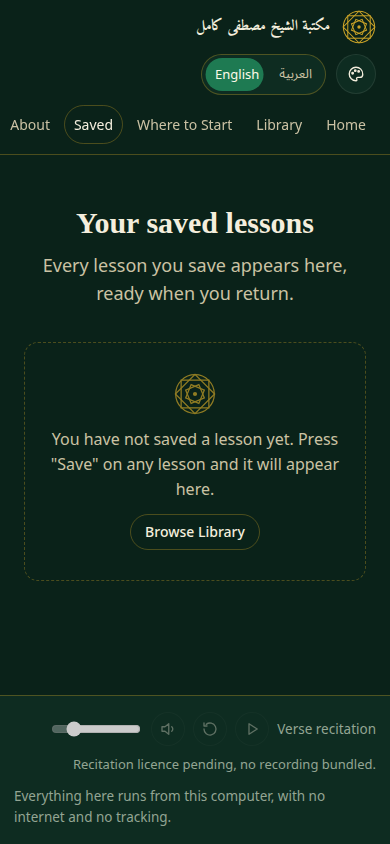 مكتبة الشيخ مصطفى كامل
English العربية
About Saved Where to Start Library Home
Your saved lessons
Every lesson you save appears here,
ready when you return.
You have not saved a lesson yet. Press
"Save" on any lesson and it will appear
here.
Browse Library
Verse recitation
Recitation licence pending, no recording bundled.
Everything here runs from this computer, with no
internet and no tracking.